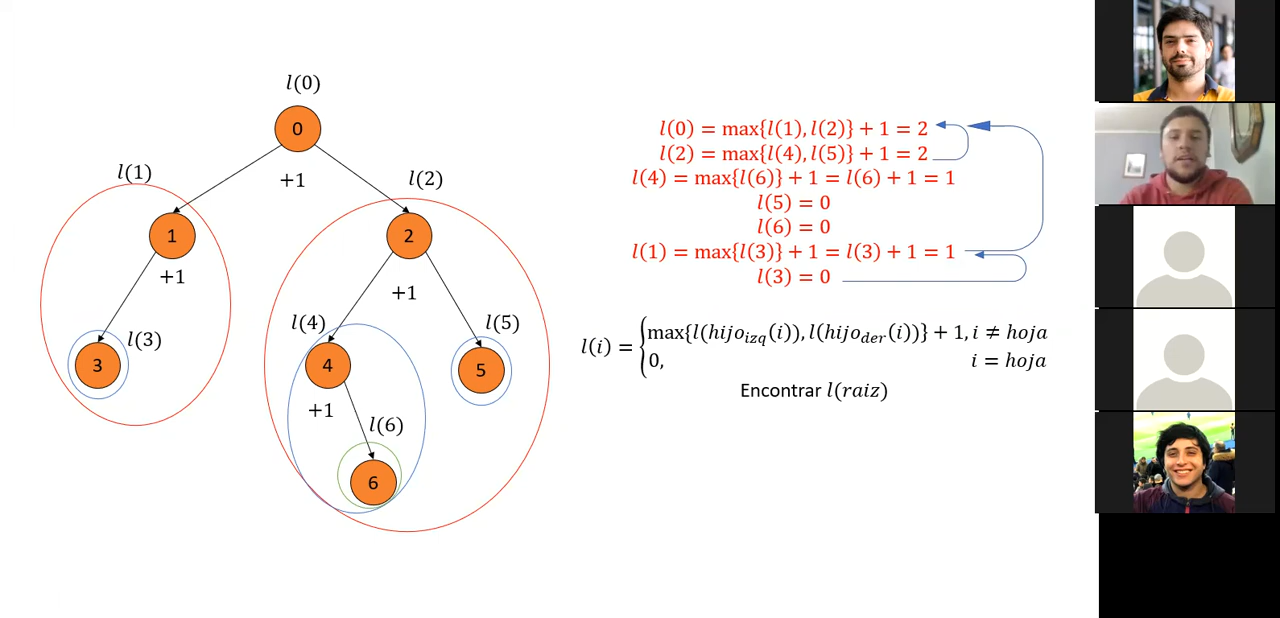 l(0)
0
l(1)
+1
l(2)
1
2
+1
+1
l(3)
l(4)
l(5)
3
4
5
+1
l(6)
6
l(0) = max{l(1), l(2)} + 1 = 2
l(2) = max{l(4), l(5)} + 1 = 2
l(4) = max{l(6)} + 1 = l(6) + 1 = 1
l(5) = 0
l(6) = 0
l(1) = max{l(3)} + 1 = l(3) + 1 = 1
l(3) = 0
l(i) = {max{l(hijo_izq(i)), l(hijo_der(i))} + 1, i ≠ hoja
0, i = hoja
Encontrar l(raiz)